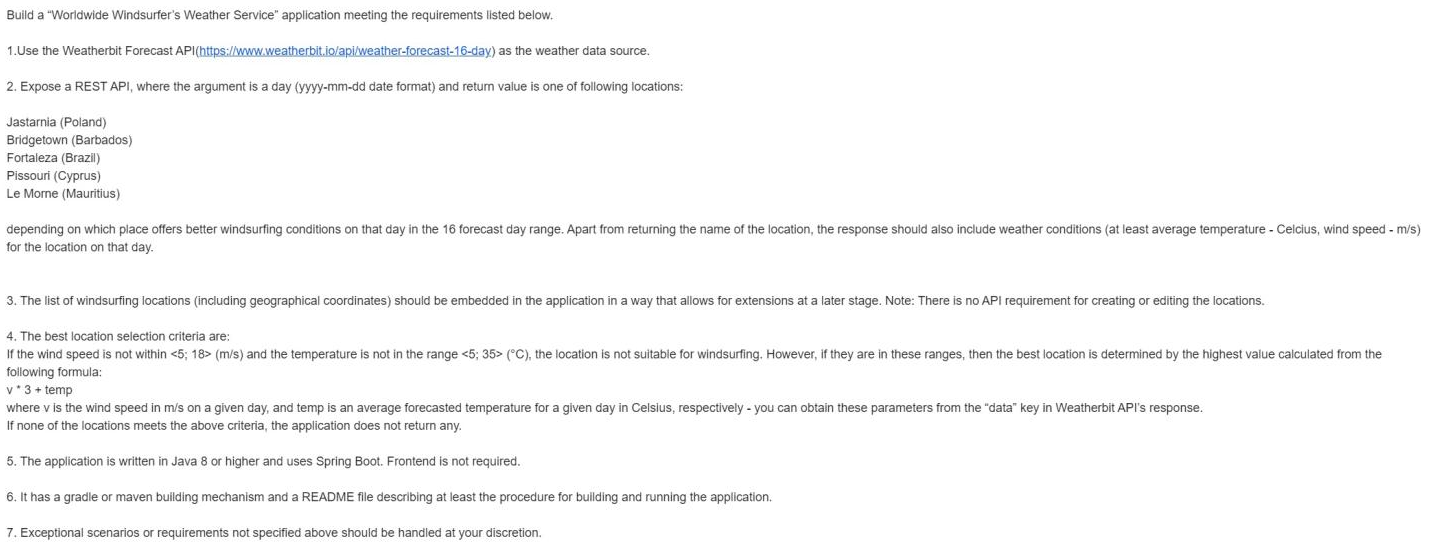 Build a “Worldwide Windsurfer’s Weather Service” application meeting the requirements listed below.
1.Use the Weatherbit Forecast API(https://www.weatherbit.io/api/weather-forecast-16-day) as the weather data source.
2. Expose a REST API, where the argument is a day (yyyy-mm-dd date format) and return value is one of following locations:
Jastarnia (Poland)
Bridgetown (Barbados)
Fortaleza (Brazil)
Pissouri (Cyprus)
Le Morne (Mauritius)
depending on which place offers better windsurfing conditions on that day in the 16 forecast day range. Apart from returning the name of the location, the response should also include weather conditions (at least average temperature - Celcius, wind speed - m/s)
for the location on that day.
3. The list of windsurfing locations (including geographical coordinates) should be embedded in the application in a way that allows for extensions at a later stage. Note: There is no API requirement for creating or editing the locations.
4. The best location selection criteria are:
If the wind speed is not within <5; 18> (m/s) and the temperature is not in the range <5; 35> (°C), the location is not suitable for windsurfing. However, if they are in these ranges, then the best location is determined by the highest value calculated from the
following formula:
v * 3 + temp
where v is the wind speed in m/s on a given day, and temp is an average forecasted temperature for a given day in Celsius, respectively - you can obtain these parameters from the “data” key in Weatherbit API’s response.
If none of the locations meets the above criteria, the application does not return any.
5. The application is written in Java 8 or higher and uses Spring Boot. Frontend is not required.
6. It has a gradle or maven building mechanism and a README file describing at least the procedure for building and running the application.
7. Exceptional scenarios or requirements not specified above should be handled at your discretion.